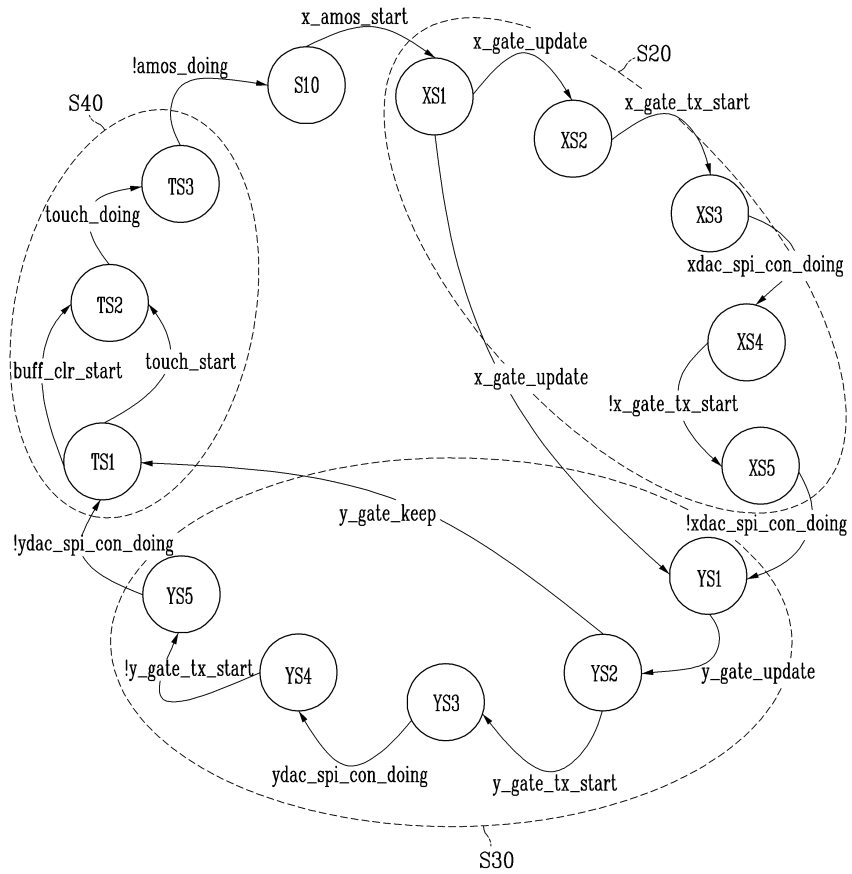 x_amos_start
x_gate_update
S20
!amos_doing
S10
XS1
x_gate_tx_start
S40
XS2
TS3
XS3
touch_doing
xdac_spi_con_doing
TS2
XS4
buff_clr_start
touch_start
x_gate_update
!x_gate_tx_start
TS1
XS5
y_gate_keep
!xdac_spi_con_doing
!ydac_spi_con_doing
YS1
YS5
!y_gate_tx_start
YS4
YS2
y_gate_update
YS3
ydac_spi_con_doing
y_gate_tx_start
S30